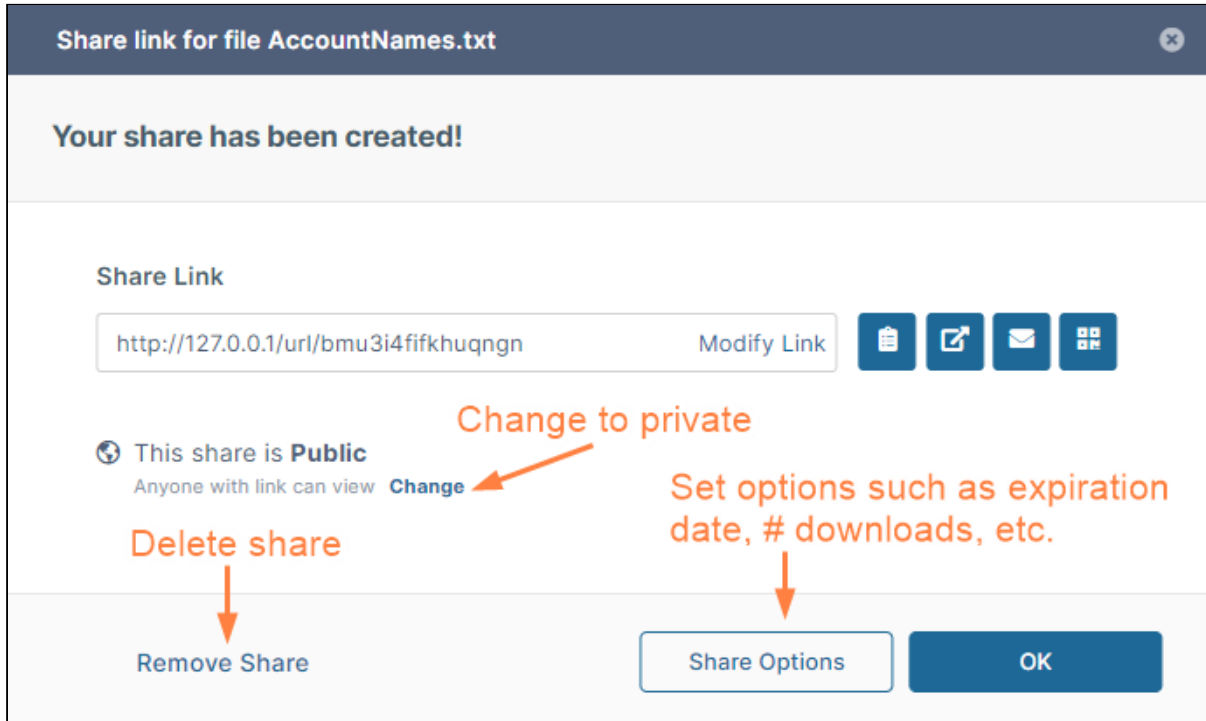 Share link for file AccountNames.txt
Your share has been created!
Share Link
http://127.0.0.1/url/bmu3i4fifkhuqngn Modify Link
Change to private
This share is Public
Anyone with link can view Change
Set options such as expiration
date, # downloads, etc.
Delete share
Remove Share Share Options OK